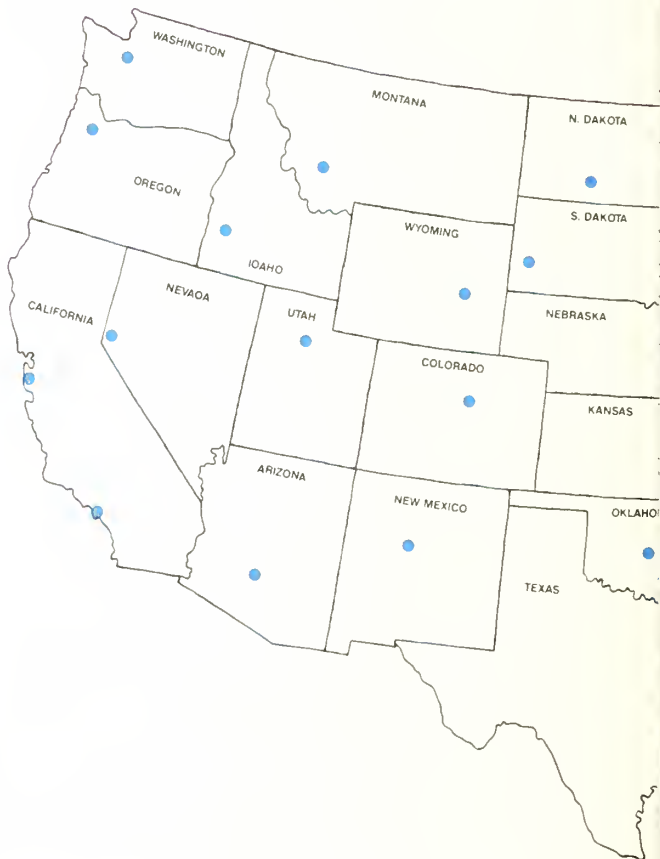 WASHINGTON
MONTANA
N. DAKOTA
OREGON
S. DAKOTA
WYOMING
IOAHO
NEVAOA
CALIFORNIA
UTAH
NEBRASKA
COLORADO
KANSAS
ARIZONA
NEW MEXICO
OKLAHO
TEXAS